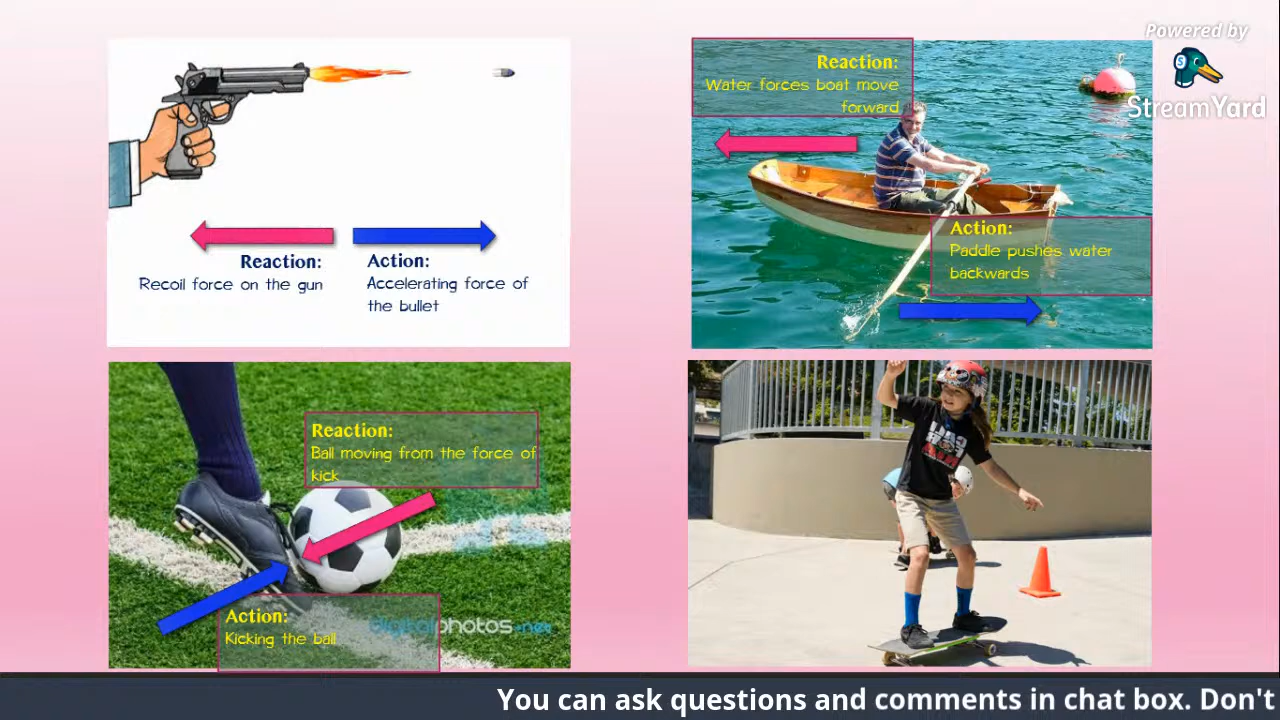 Powered by
StreamYard
Reaction:
Recoil force on the gun
Action:
Accelerating force of
the bullet
Reaction:
Water forces boat move
forward
Action:
Paddle pushes water
backwards
Reaction:
Ball moving from the force of
kick
Action:
Kicking the ball
digitalphotos.net
You can ask questions and comments in chat box. Don't